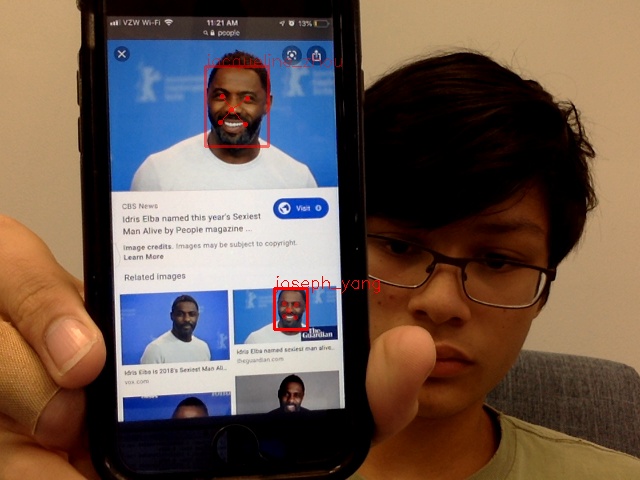 VZW Wi-Fi 11:21 AM 13%
people
joseph_yang
CBS News
Visit
Idris Elba named this year's Sexiest
Man Alive by People magazine ...
Image credits. Images may be subject to copyright.
Learn More
Related images
The
Guardian
Idris Elba is 2018's Sexiest Man Ali...
vox.com
Idris Elba named sexiest man alive...
theguardian.com